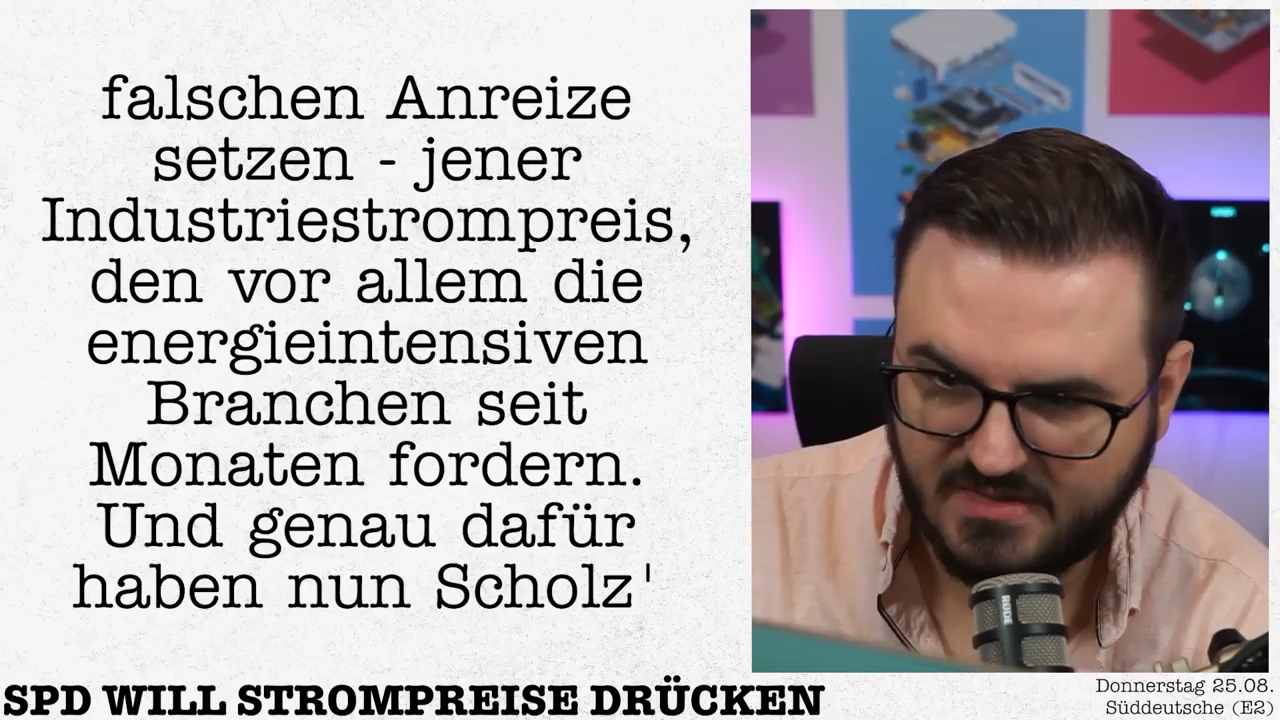 falschen Anreize
setzen - jener
Industriestrompreis,
den vor allem die
energieintensiven
Branchen seit
Monaten fordern.
Und genau dafür
haben nun Scholz'
SPD WILL STROMPREISE DRÜCKEN
Donnerstag 25.08.
Süddeutsche (E2)
RODE